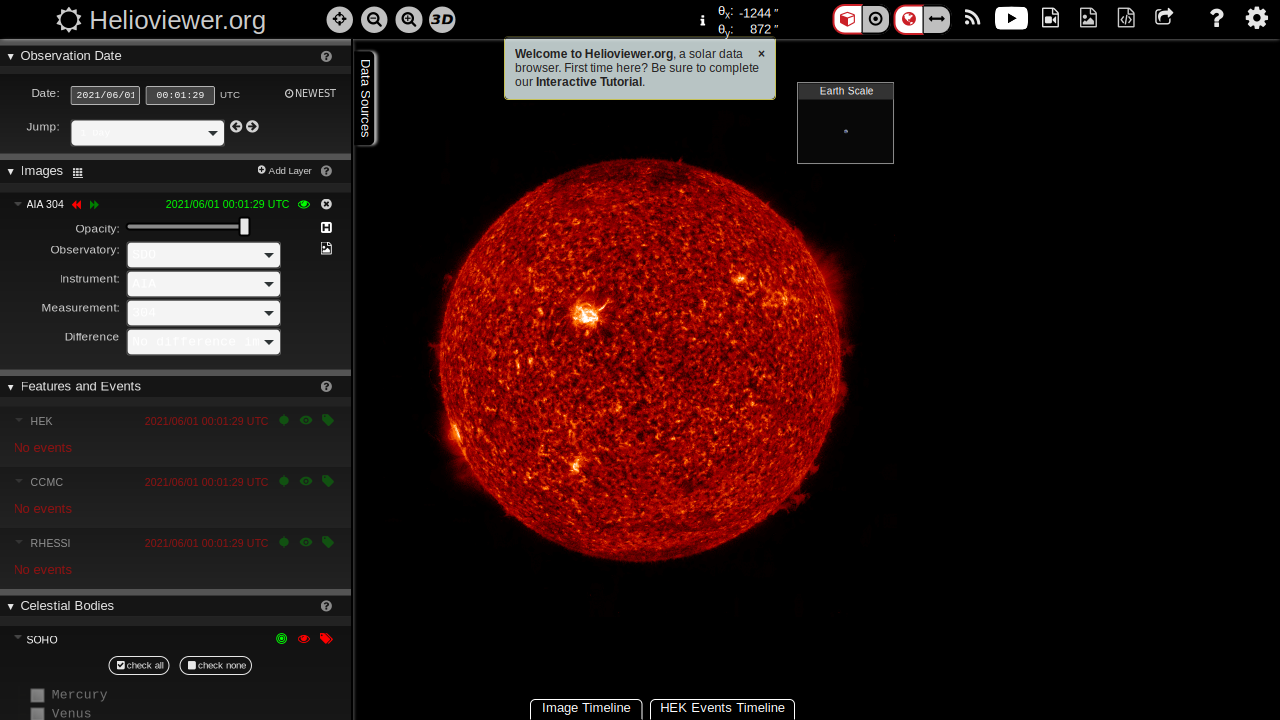 Helioviewer.org
3D
θx: -1244 ″
θy: 872 ″
Observation Date
Date: 2021/06/01 00:01:29 UTC NEWEST
Jump:
Images
Add Layer
AIA 304 2021/06/01 00:01:29 UTC
Opacity:
Observatory: SDO
Instrument: AIA
Measurement: 304
Difference No difference
Features and Events
HEK 2021/06/01 00:01:29 UTC
No events
CCMC 2021/06/01 00:01:29 UTC
No events
RHESSI 2021/06/01 00:01:29 UTC
No events
Celestial Bodies
SOHO
check all check none
Mercury
Venus
Data Sources
Welcome to Helioviewer.org, a solar data ×
browser. First time here? Be sure to complete
our Interactive Tutorial.
Earth Scale
Image Timeline
HEK Events Timeline